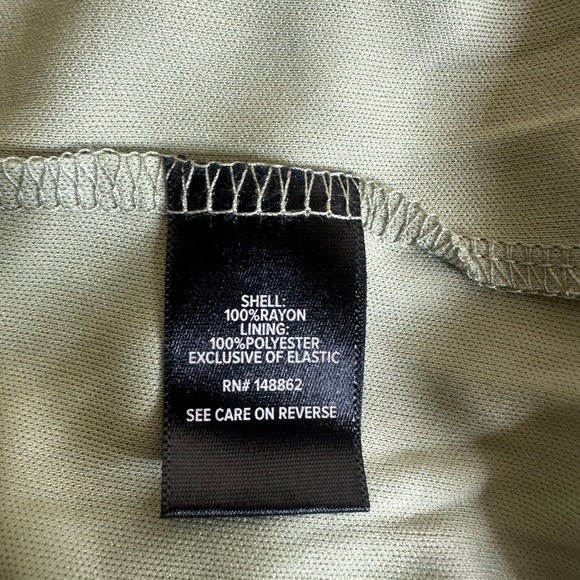 SHELL:
100%RAYON
LINING:
100%POLYESTER
EXCLUSIVE OF ELASTIC
RN# 148862
SEE CARE ON REVERSE